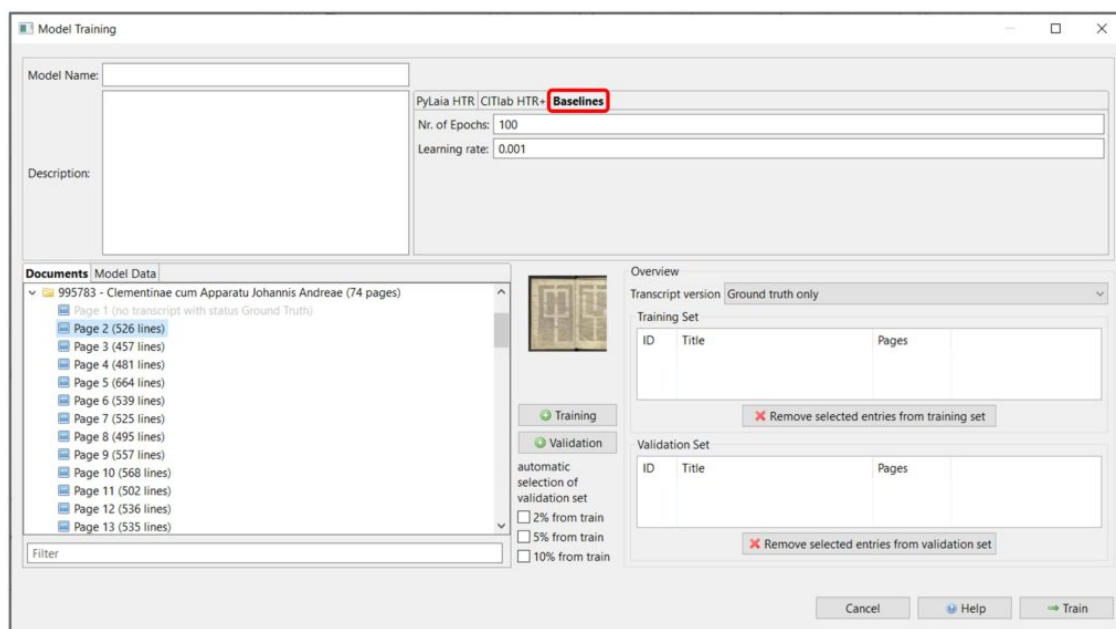 Model Training
Model Name:
PyLaia HTR CITlab HTR+ Baselines
Nr. of Epochs: 100
Learning rate: 0.001
Description:
Documents Model Data
995783 - Clementinae cum Apparatu Johannis Andreae (74 pages)
Page 1 (no transcript with status Ground Truth)
Page 2 (526 lines)
Page 3 (457 lines)
Page 4 (481 lines)
Page 5 (664 lines)
Page 6 (539 lines)
Page 7 (525 lines)
Page 8 (495 lines)
Page 9 (557 lines)
Page 10 (568 lines)
Page 11 (502 lines)
Page 12 (536 lines)
Page 13 (535 lines)
Filter
Training
Validation
automatic
selection of
validation set
2% from train
5% from train
10% from train
Overview
Transcript version Ground truth only
Training Set
ID Title Pages
Remove selected entries from training set
Validation Set
ID Title Pages
Remove selected entries from validation set
Cancel Help Train